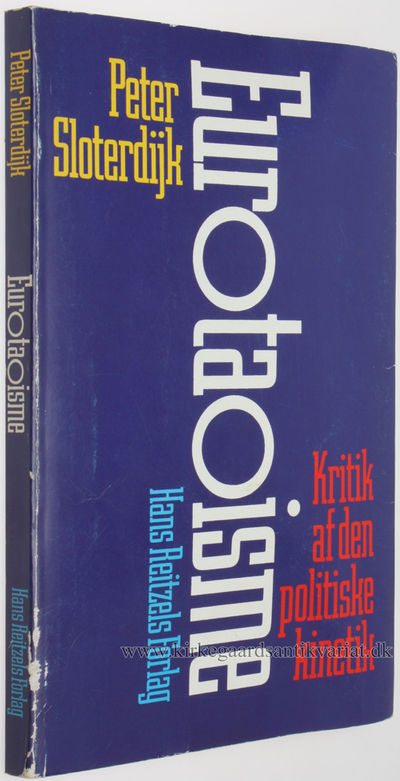 Peter Sloterdijk
Eurotaoisme
Hans Reitzels Forlag
Peter
Sloterdijk
Eurotaoisme
Kritik
af den
politiske
kinetik
Hans Reitzels Forlag
www.kirkegaardsantikvariat.dk